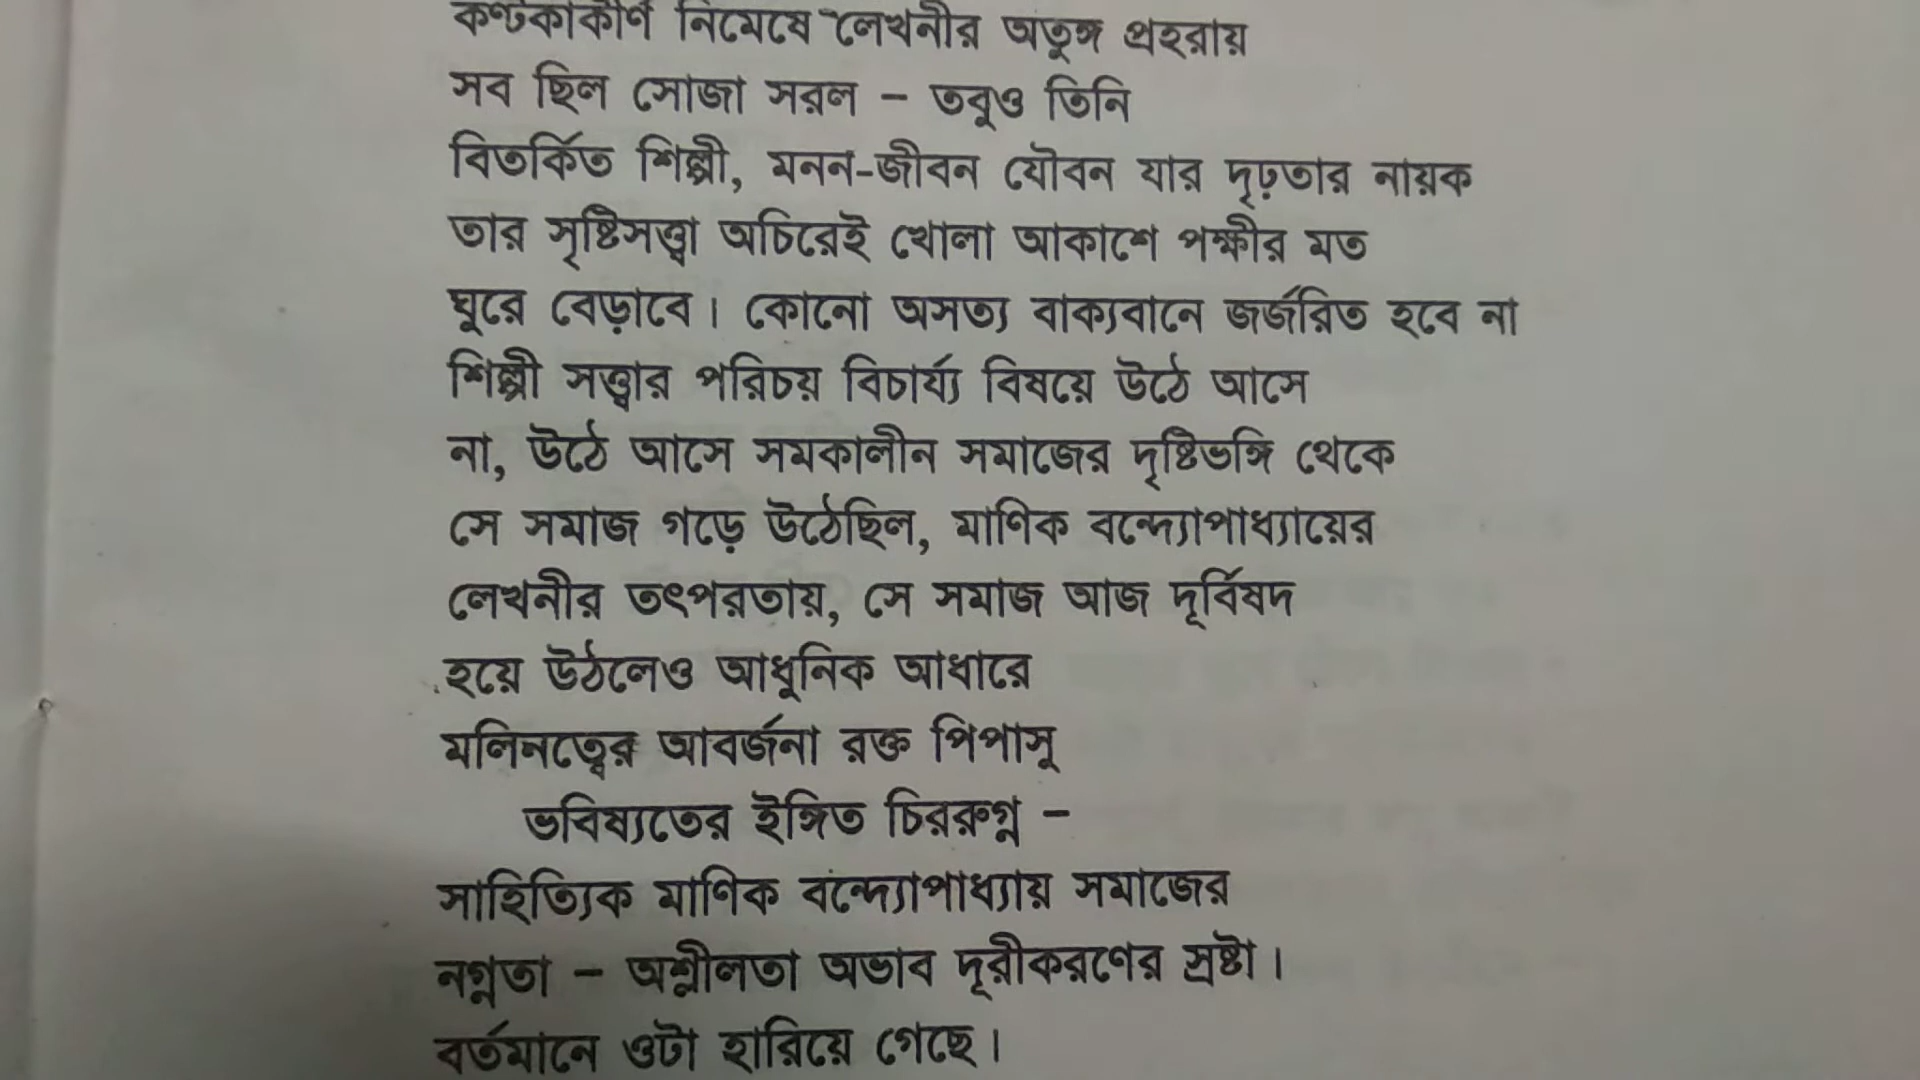 কণ্টকাকীর্ণ নিমেষে লেখনীর অতুঙ্গ প্রহরায়
সব ছিল সোজা সরল – তবুও তিনি
বিতর্কিত শিল্পী, মনন-জীবন যৌবন যার দৃঢ়তার নায়ক
তার সৃষ্টিসত্ত্বা অচিরেই খোলা আকাশে পক্ষীর মত
ঘুরে বেড়াবে। কোনো অসত্য বাক্যবানে জর্জরিত হবে না
শিল্পী সত্ত্বার পরিচয় বিচার্য্য বিষয়ে উঠে আসে
না, উঠে আসে সমকালীন সমাজের দৃষ্টিভঙ্গি থেকে
সে সমাজ গড়ে উঠেছিল, মাণিক বন্দ্যোপাধ্যায়ের
লেখনীর তৎপরতায়, সে সমাজ আজ দূর্বিষদ
হয়ে উঠলেও আধুনিক আধারে
মলিনত্বের আবর্জনা রক্ত পিপাসু
ভবিষ্যতের ইঙ্গিত চিররুগ্ন –
সাহিত্যিক মাণিক বন্দ্যোপাধ্যায় সমাজের
নগ্নতা – অশ্লীলতা অভাব দূরীকরণের স্রষ্টা।
বর্তমানে ওটা হারিয়ে গেছে।